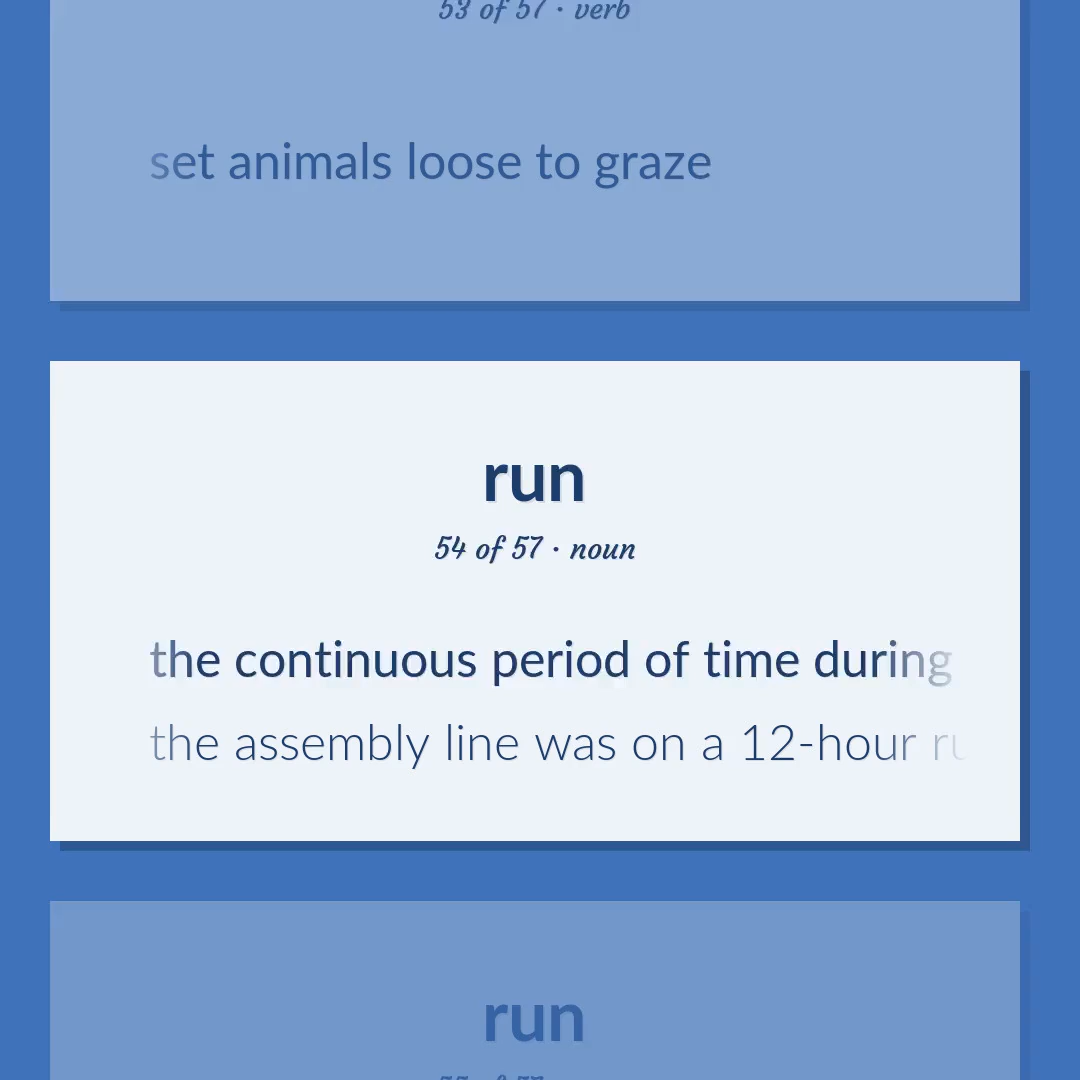 53 of 57 · verb
set animals loose to graze
run
54 of 57 · noun
the continuous period of time during
the assembly line was on a 12-hour
run